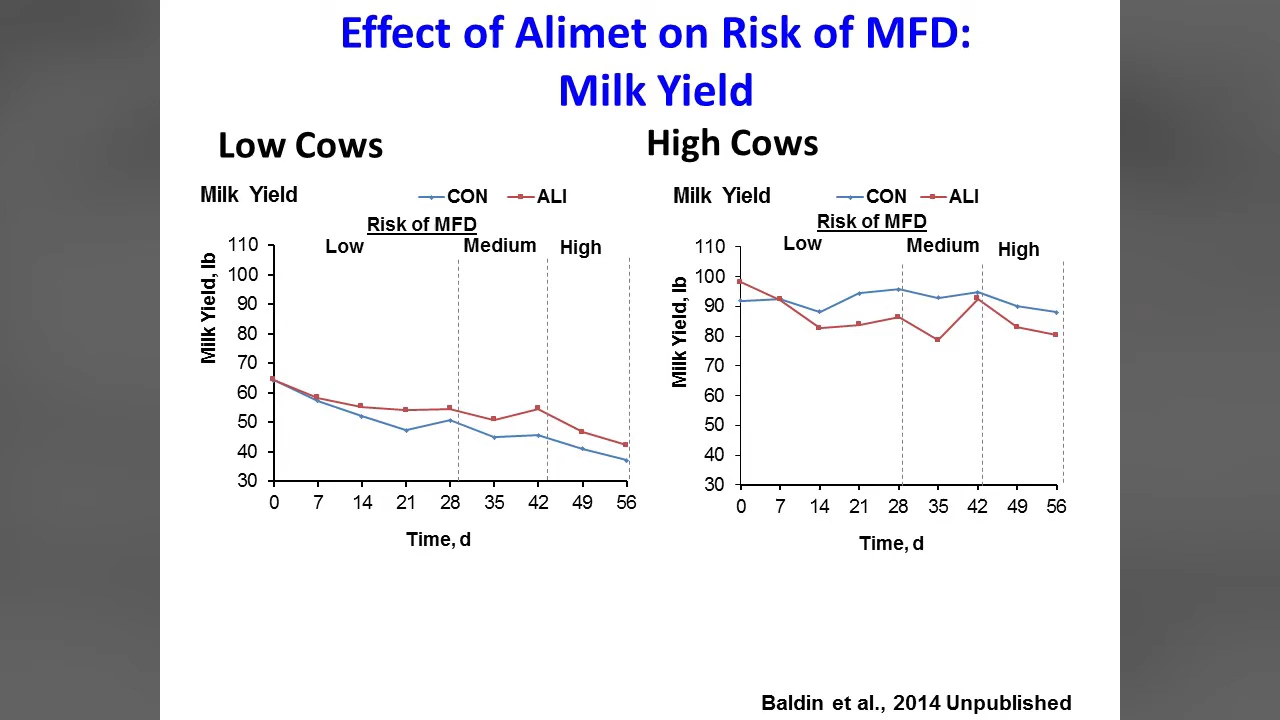 Effect of Alimet on Risk of MFD:
Milk Yield
Low Cows
Milk Yield
CON ALI
Risk of MFD
Low Medium High
Milk Yield, lb
110
100
90
80
70
60
50
40
30
0 7 14 21 28 35 42 49 56
Time, d
High Cows
Milk Yield
CON ALI
Risk of MFD
Low Medium High
Milk Yield, lb
110
100
90
80
70
60
50
40
30
0 7 14 21 28 35 42 49 56
Time, d
Baldin et al., 2014 Unpublished